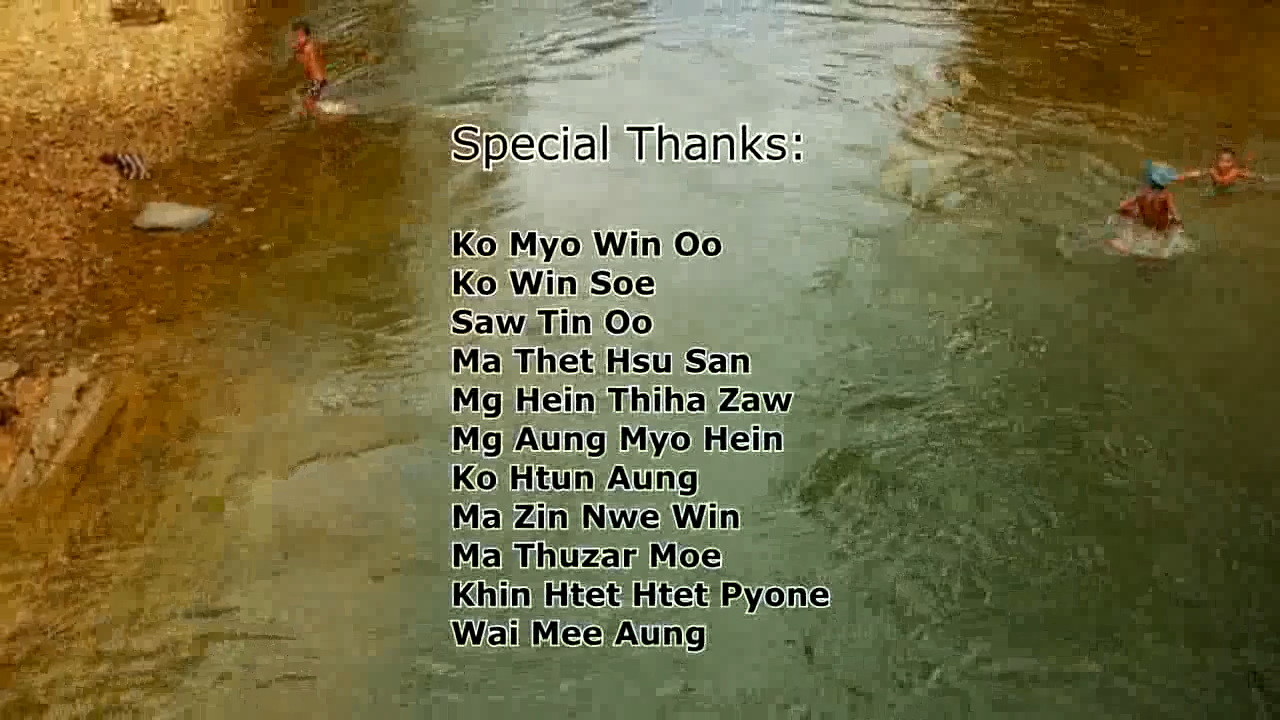 Special Thanks:
Ko Myo Win Oo
Ko Win Soe
Saw Tin Oo
Ma Thet Hsu San
Mg Hein Thiha Zaw
Mg Aung Myo Hein
Ko Htun Aung
Ma Zin Nwe Win
Ma Thuzar Moe
Khin Htet Htet Pyone
Wai Mee Aung